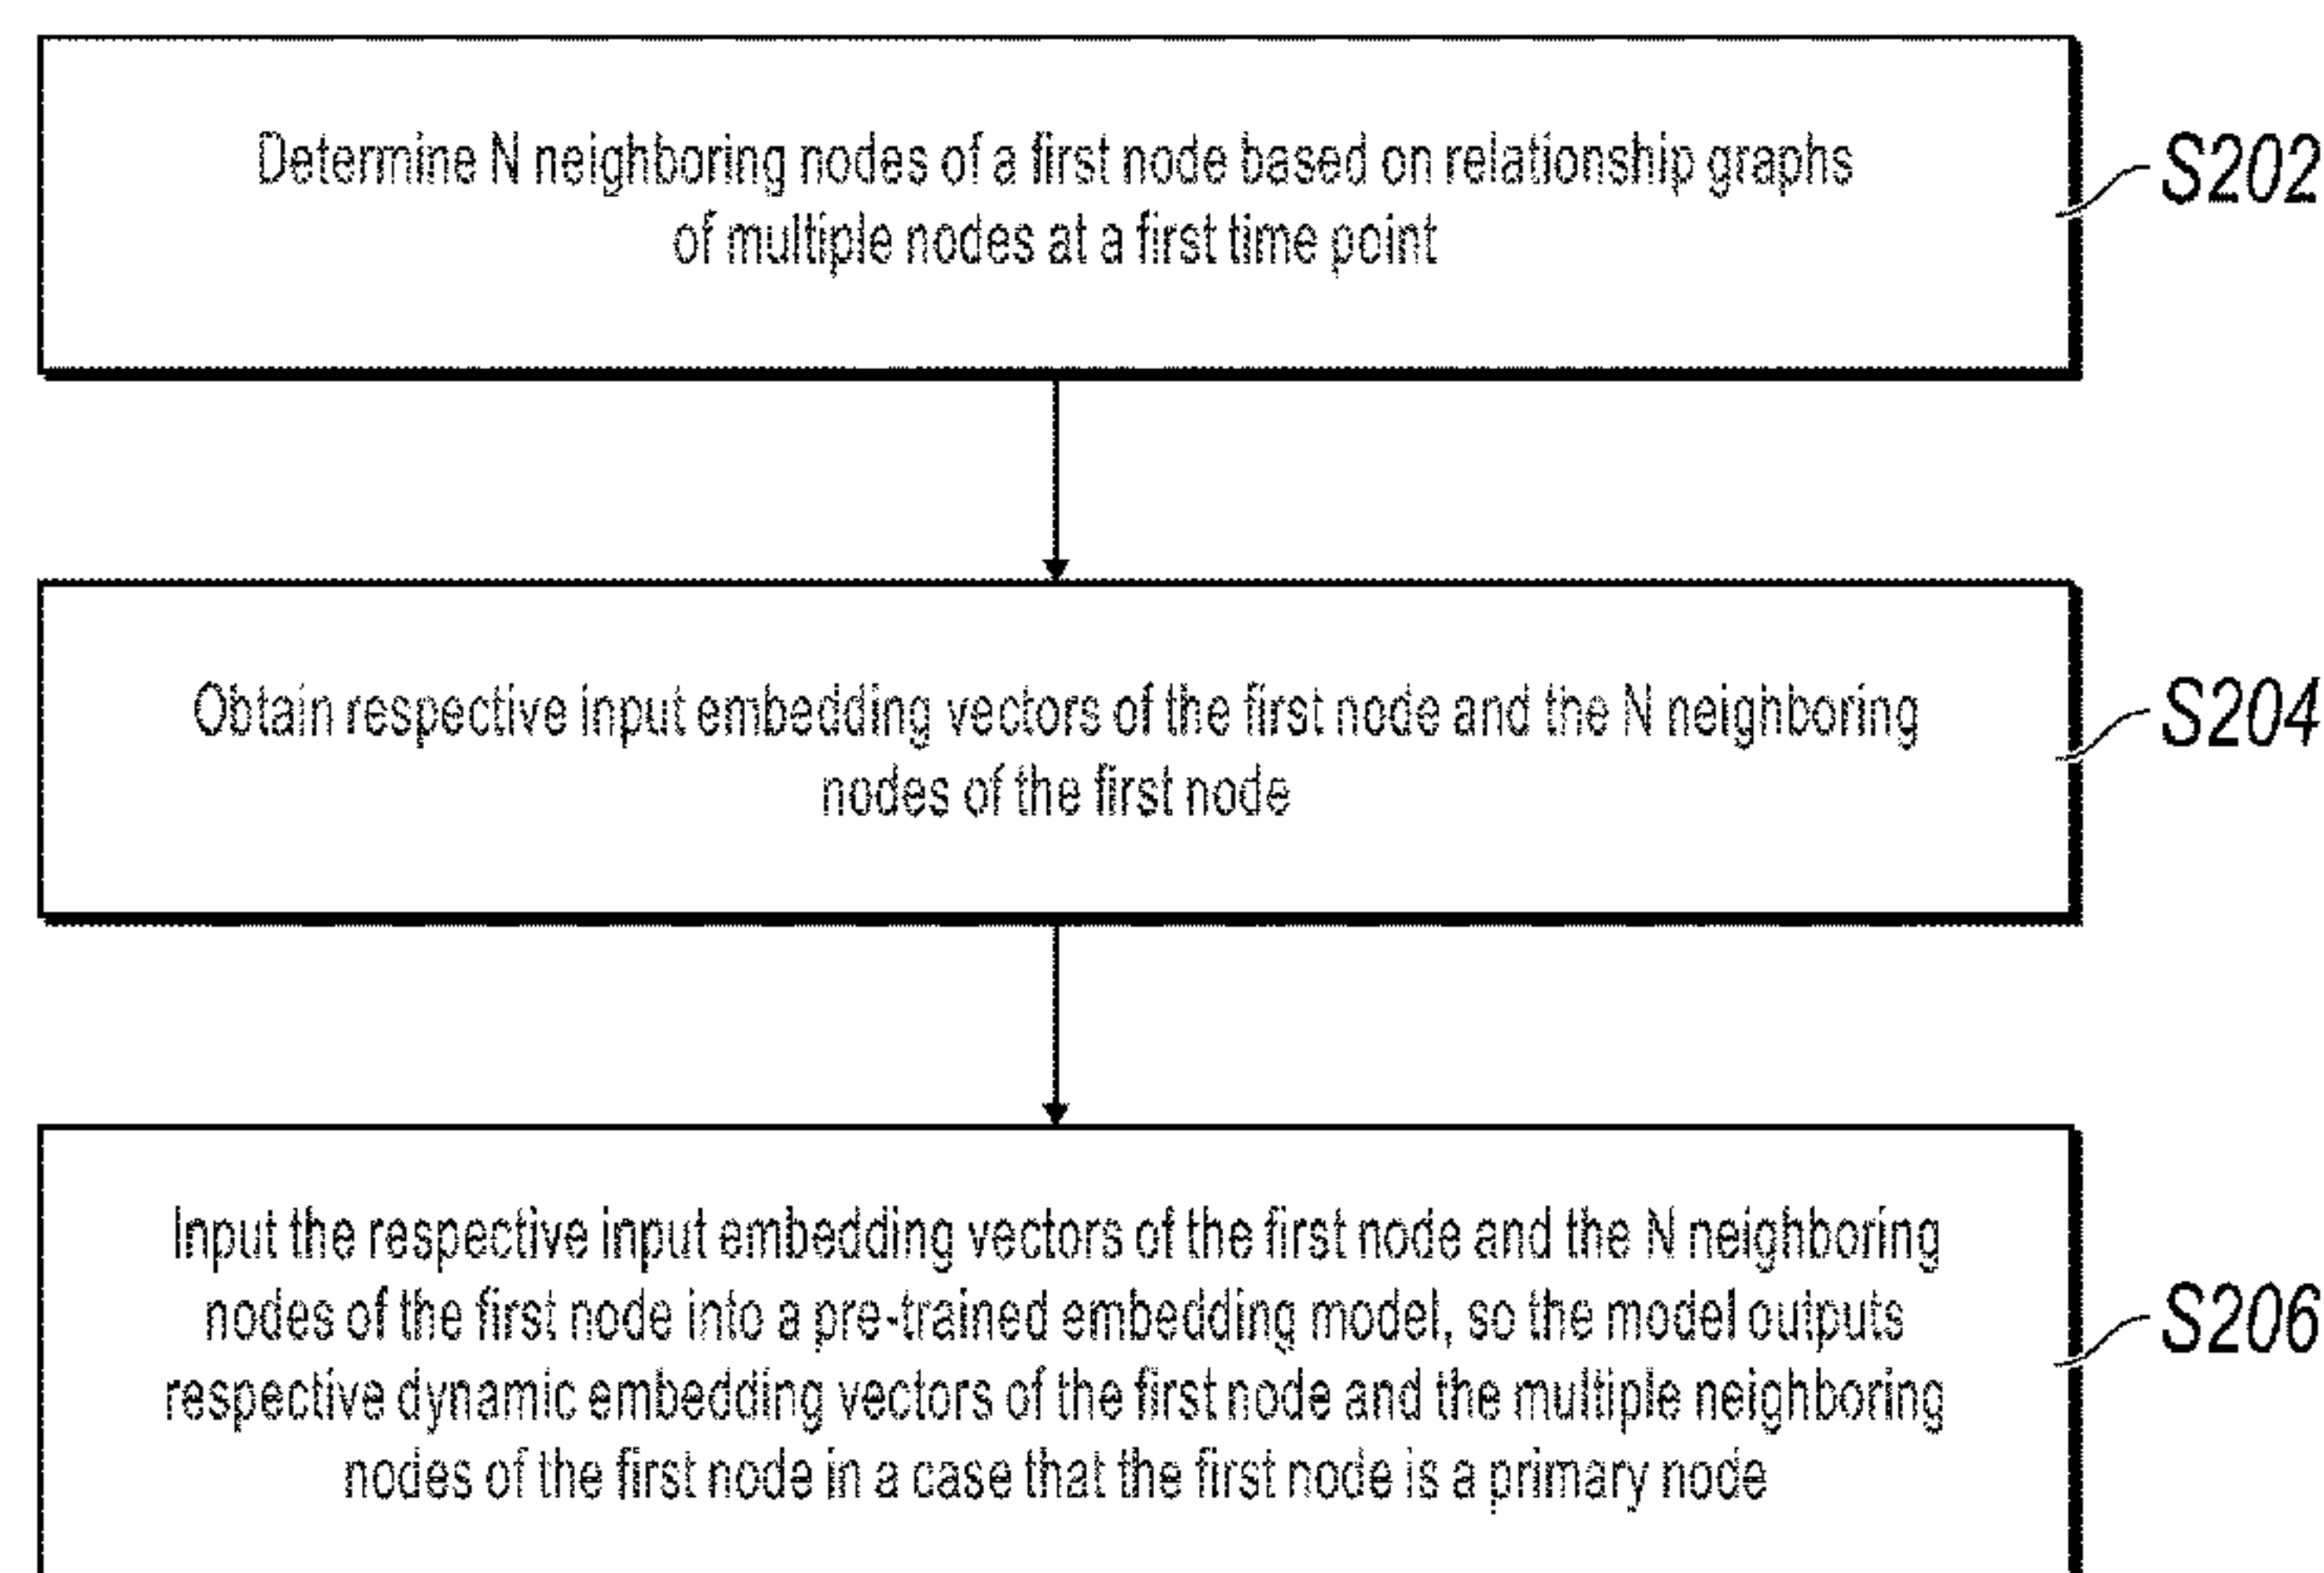 Determine N neighboring nodes of a first node based on relationship graphs
of multiple nodes at a first time point
S202
Obtain respective input embedding vectors of the first node and the N neighboring
nodes of the first node
S204
Input the respective input embedding vectors of the first node and the N neighboring
nodes of the first node into a pre-trained embedding model, so the model outputs
respective dynamic embedding vectors of the first node and the multiple neighboring
nodes of the first node in a case that the first node is a primary node
S206